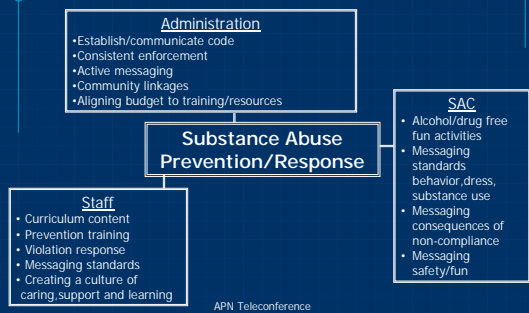 Administration
•Establish/communicate code
•Consistent enforcement
•Active messaging
•Community linkages
•Aligning budget to training/resources
Substance Abuse
Prevention/Response
SAC
• Alcohol/drug free
fun activities
• Messaging
standards
behavior,dress,
substance use
• Messaging
consequences of
non-compliance
• Messaging
safety/fun
Staff
• Curriculum content
• Prevention training
• Violation response
• Messaging standards
• Creating a culture of
caring,support and learning
APN Teleconference